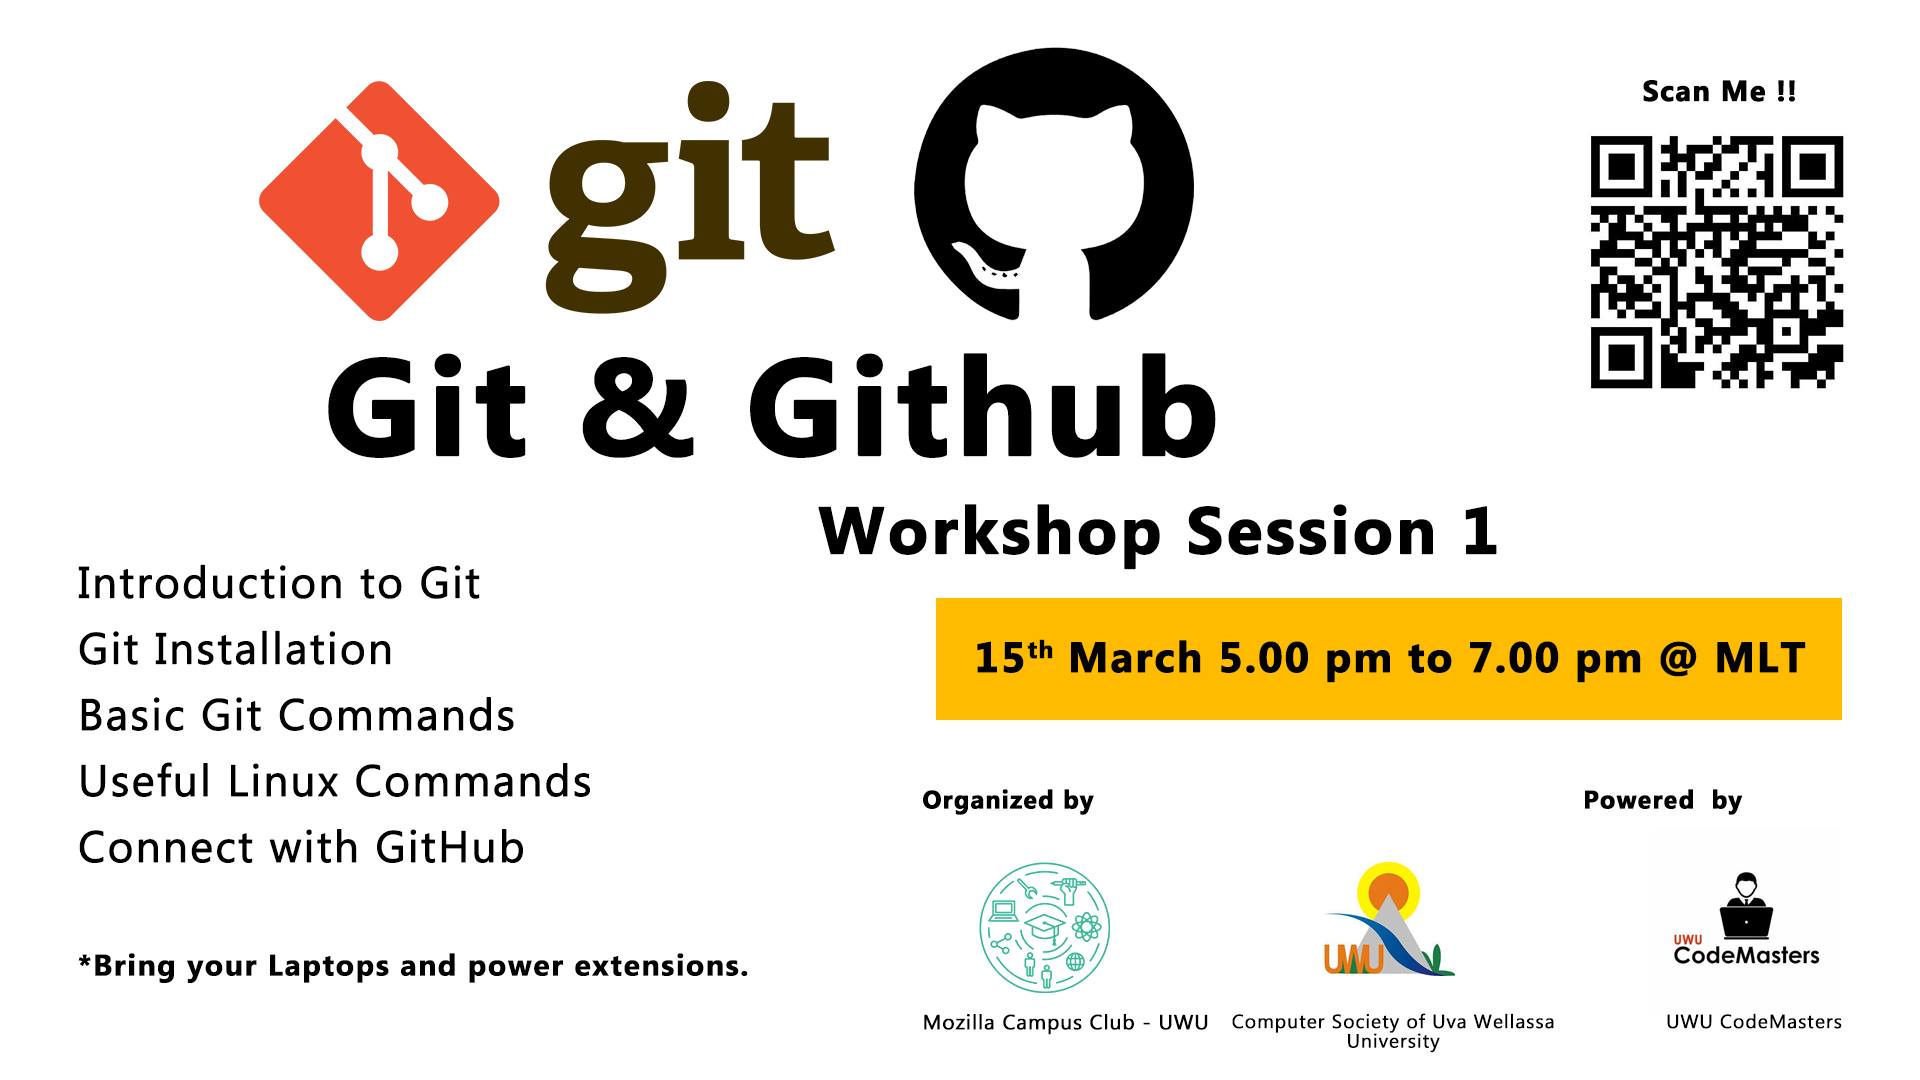 git
Scan Me !!
Git & Github
Workshop Session 1
Introduction to Git
Git Installation
Basic Git Commands
Useful Linux Commands
Connect with GitHub
*Bring your Laptops and power extensions.
15th March 5.00 pm to 7.00 pm @ MLT
Organized by
Powered by
UWU
UWU
CodeMasters
Mozilla Campus Club - UWU
Computer Society of Uva Wellassa
University
UWU CodeMasters